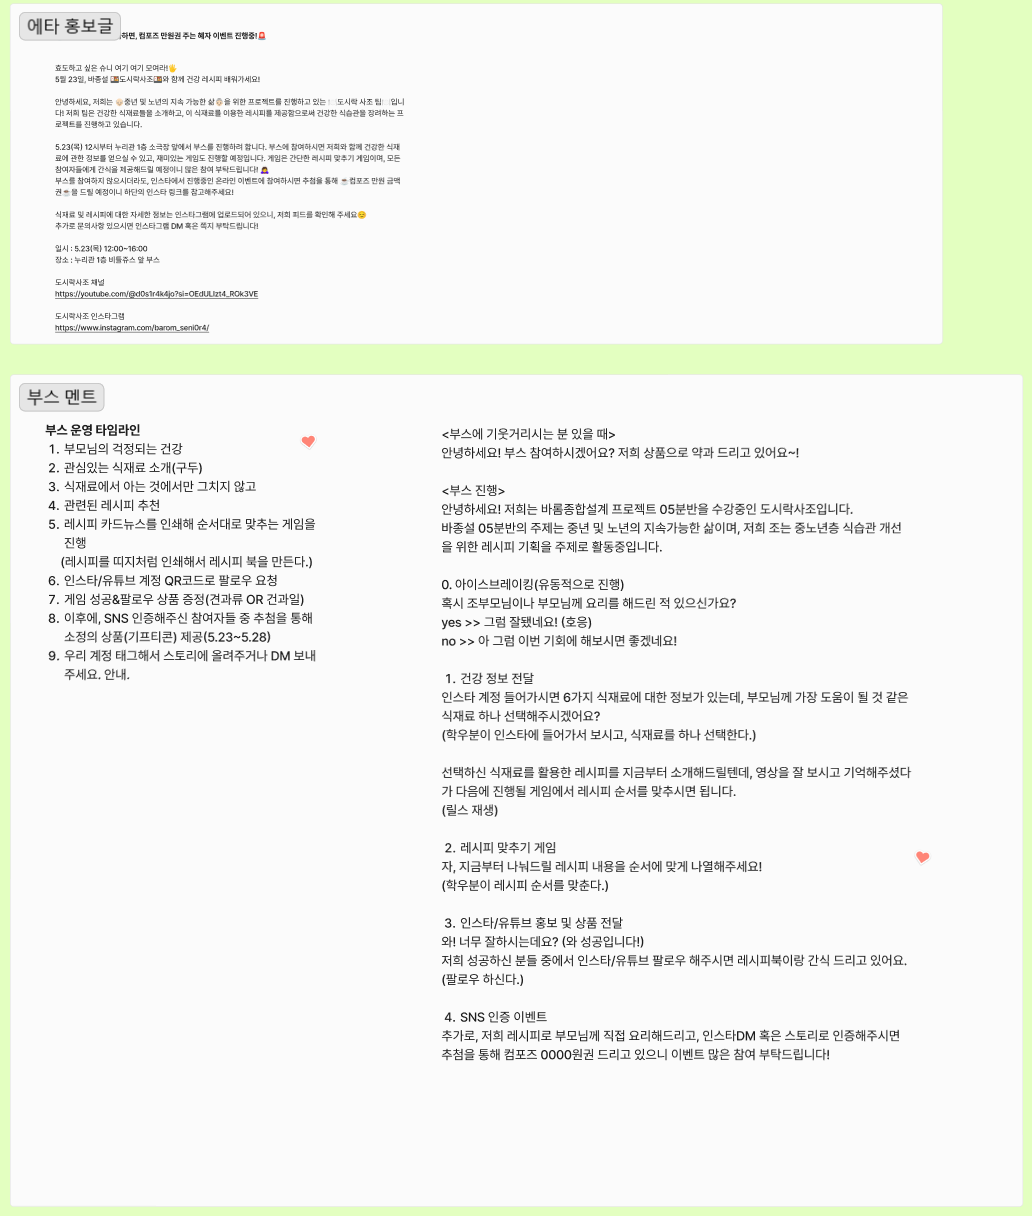 에타 홍보글
하면, 컴포즈 만원권 주는 혜자 이벤트 진행중!🚨
효도하고 싶은 슈니 여기 여기 모여라!🖐
5월 23일, 바종설 🍱도시락사조🍱와 함께 건강 레시피 배워가세요!
안녕하세요, 저희는 👴🏻중년 및 노년의 지속 가능한 삶👵🏻을 위한 프로젝트를 진행하고 있는 🍽️도시락 사조 팀🍽️입니
다! 저희 팀은 건강한 식재료들을 소개하고, 이 식재료를 이용한 레시피를 제공함으로써 건강한 식습관을 장려하는 프
로젝트를 진행하고 있습니다.
5.23(목) 12시부터 누리관 1층 소극장 앞에서 부스를 진행하려 합니다. 부스에 참여하시면 저희와 함께 건강한 식재
료에 관한 정보를 얻으실 수 있고, 재미있는 게임도 진행할 예정입니다. 게임은 간단한 레시피 맞추기 게임이며, 모든
참여자들에게 간식을 제공해드릴 예정이니 많은 참여 부탁드립니다! 🙇‍♀️
부스를 참여하지 않으시더라도, 인스타에서 진행중인 온라인 이벤트에 참여하시면 추첨을 통해 ☕컴포즈 만원 금액
권☕을 드릴 예정이니 하단의 인스타 링크를 참고해주세요!
식재료 및 레시피에 대한 자세한 정보는 인스타그램에 업로드되어 있으니, 저희 피드를 확인해 주세요😊
추가로 문의사항 있으시면 인스타그램 DM 혹은 쪽지 부탁드립니다!
일시 : 5.23(목) 12:00~16:00
장소 : 누리관 1층 비틀쥬스 앞 부스
도시락사조 채널
https://youtube.com/@d0s1r4k4jo?si=OEdULlzt4_ROk3VE
도시락사조 인스타그램
https://www.instagram.com/barom_seni0r4/
부스 멘트
부스 운영 타임라인
1. 부모님의 걱정되는 건강
2. 관심있는 식재료 소개(구두)
3. 식재료에서 아는 것에서만 그치지 않고
4. 관련된 레시피 추천
5. 레시피 카드뉴스를 인쇄해 순서대로 맞추는 게임을
진행
(레시피를 띠지처럼 인쇄해서 레시피 북을 만든다.)
6. 인스타/유튜브 계정 QR코드로 팔로우 요청
7. 게임 성공&팔로우 상품 증정(견과류 OR 건과일)
8. 이후에, SNS 인증해주신 참여자들 중 추첨을 통해
소정의 상품(기프티콘) 제공(5.23~5.28)
9. 우리 계정 태그해서 스토리에 올려주거나 DM 보내
주세요. 안내.
<부스에 기웃거리시는 분 있을 때>
안녕하세요! 부스 참여하시겠어요? 저희 상품으로 약과 드리고 있어요~!
<부스 진행>
안녕하세요! 저희는 바롬종합설계 프로젝트 05분반을 수강중인 도시락사조입니다.
바종설 05분반의 주제는 중년 및 노년의 지속가능한 삶이며, 저희 조는 중노년층 식습관 개선
을 위한 레시피 기획을 주제로 활동중입니다.
0. 아이스브레이킹(유동적으로 진행)
혹시 조부모님이나 부모님께 요리를 해드린 적 있으신가요?
yes >> 그럼 잘됐네요! (호응)
no >> 아 그럼 이번 기회에 해보시면 좋겠네요!
1. 건강 정보 전달
인스타 계정 들어가시면 6가지 식재료에 대한 정보가 있는데, 부모님께 가장 도움이 될 것 같은
식재료 하나 선택해주시겠어요?
(학우분이 인스타에 들어가서 보시고, 식재료를 하나 선택한다.)
선택하신 식재료를 활용한 레시피를 지금부터 소개해드릴텐데, 영상을 잘 보시고 기억해주셨다
가 다음에 진행될 게임에서 레시피 순서를 맞추시면 됩니다.
(릴스 재생)
2. 레시피 맞추기 게임
자, 지금부터 나눠드릴 레시피 내용을 순서에 맞게 나열해주세요!
(학우분이 레시피 순서를 맞춘다.)
3. 인스타/유튜브 홍보 및 상품 전달
와! 너무 잘하시는데요? (와 성공입니다!)
저희 성공하신 분들 중에서 인스타/유튜브 팔로우 해주시면 레시피북이랑 간식 드리고 있어요.
(팔로우 하신다.)
4. SNS 인증 이벤트
추가로, 저희 레시피로 부모님께 직접 요리해드리고, 인스타DM 혹은 스토리로 인증해주시면
추첨을 통해 컴포즈 0000원권 드리고 있으니 이벤트 많은 참여 부탁드립니다!